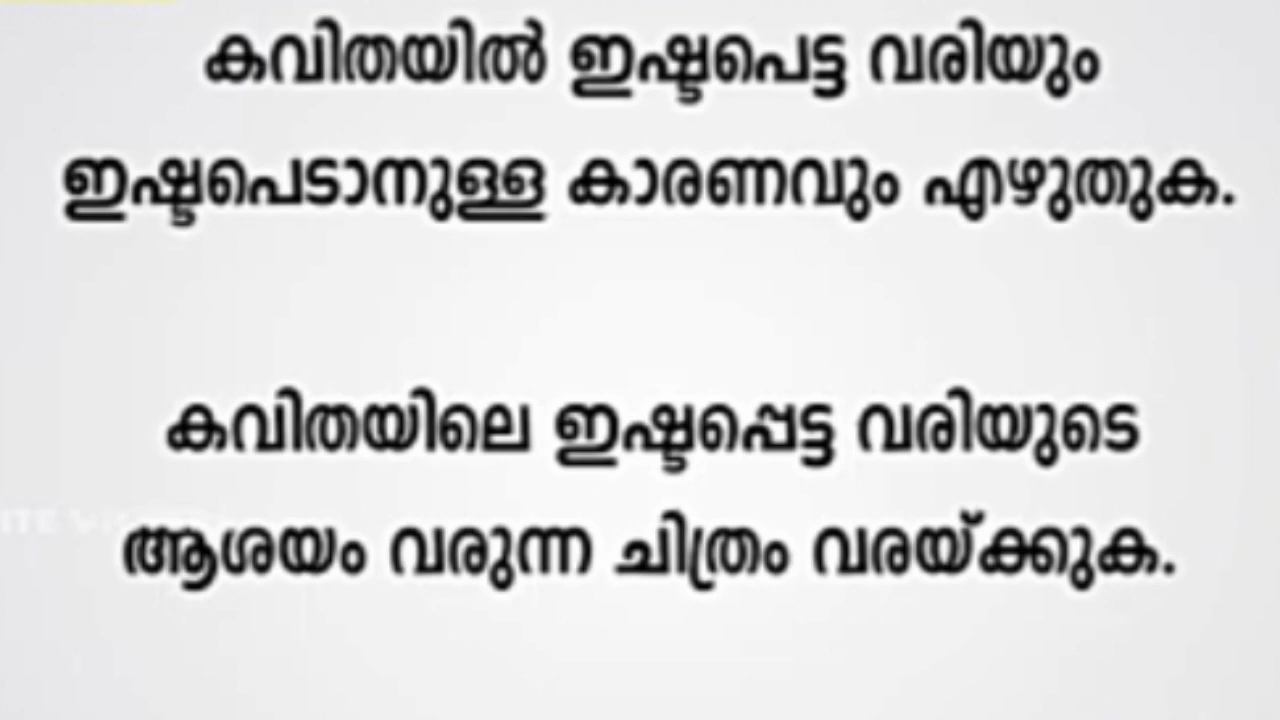 കവിതയിൽ ഇഷ്ടപെട്ട വരിയും
ഇഷ്ടപെടാനുള്ള കാരണവും എഴുതുക.
കവിതയിലെ ഇഷ്ടപ്പെട്ട വരിയുടെ
ആശയം വരുന്ന ചിത്രം വരയ്ക്കുക.